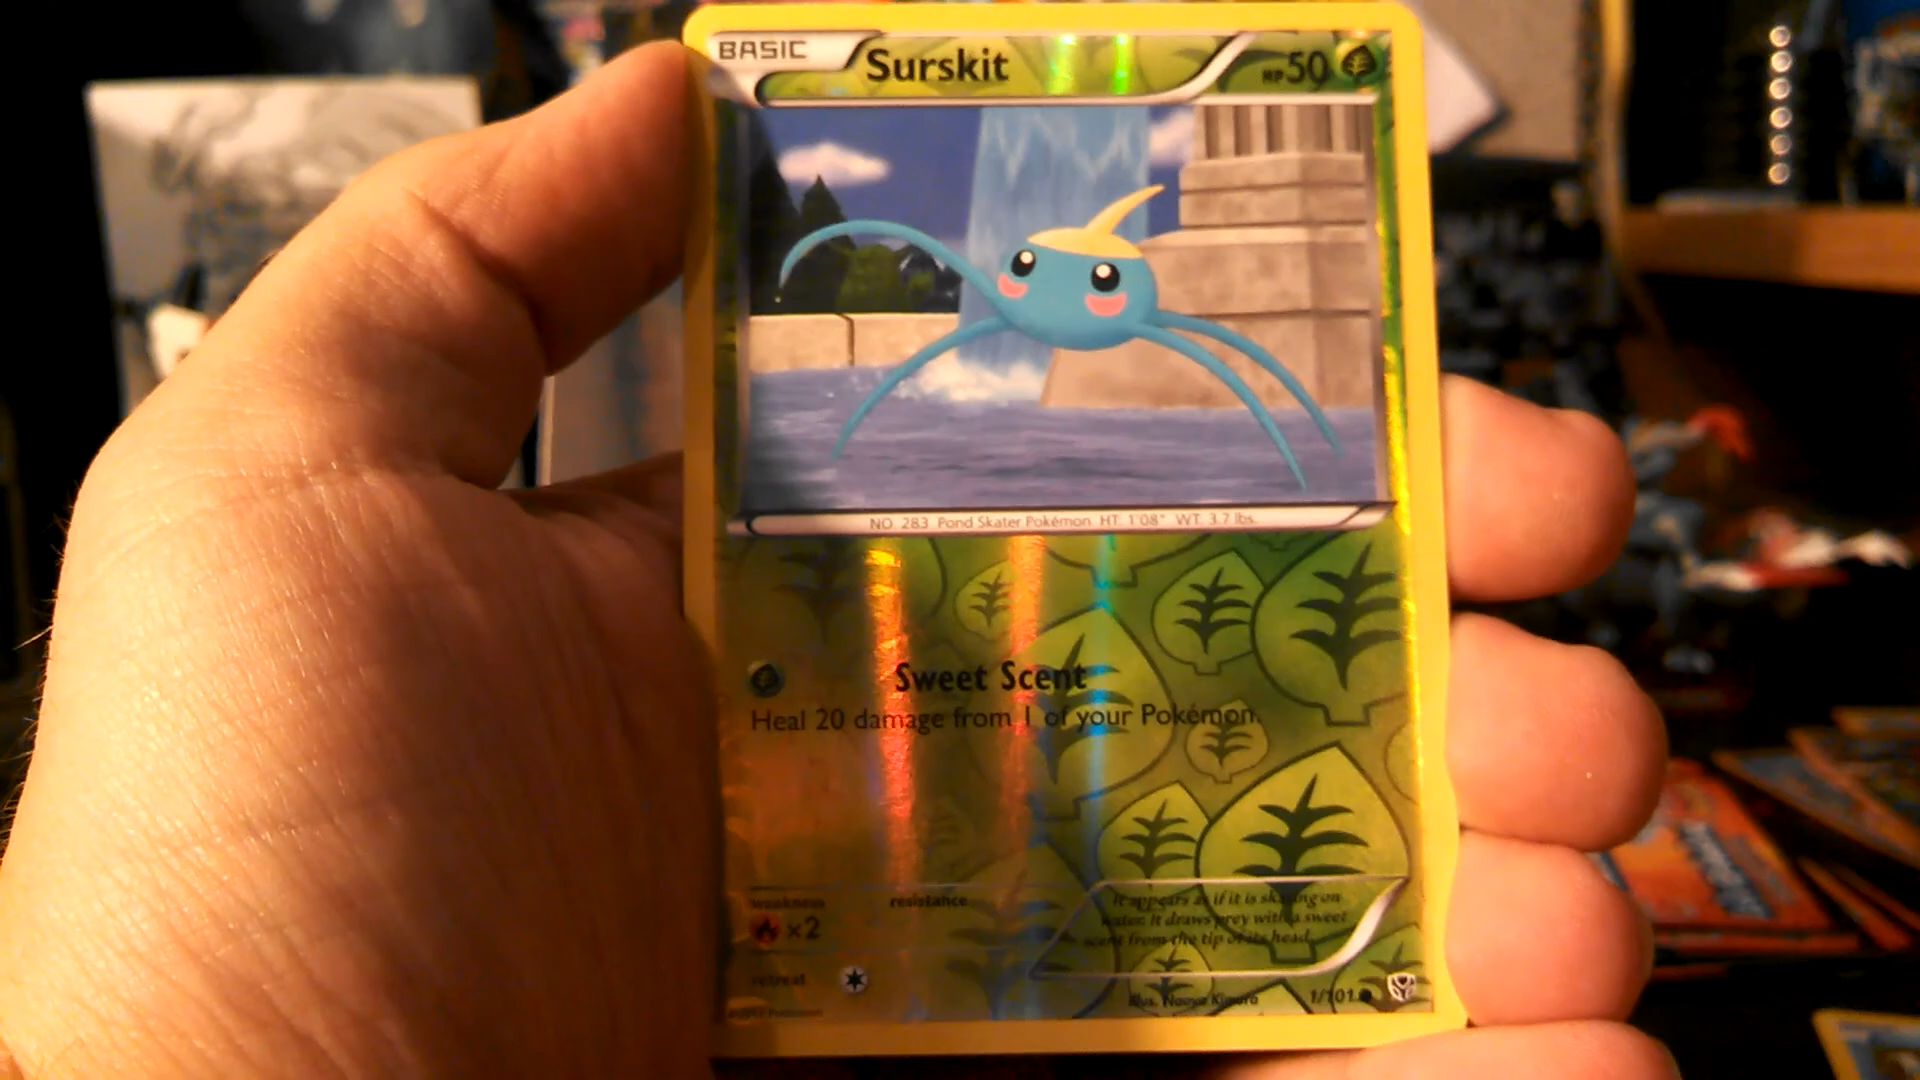 BASIC Surskit HP 50
NO. 283 Pond Skater Pokémon HT: 1'08" WT: 3.7 lbs.
Sweet Scent
Heal 20 damage from 1 of your Pokémon.
weakness resistance
×2
It appears as if it is skating on
water. It draws prey with a sweet
scent from the tip of its head.
retreat
Illus. Naoyo Kimura 1/101